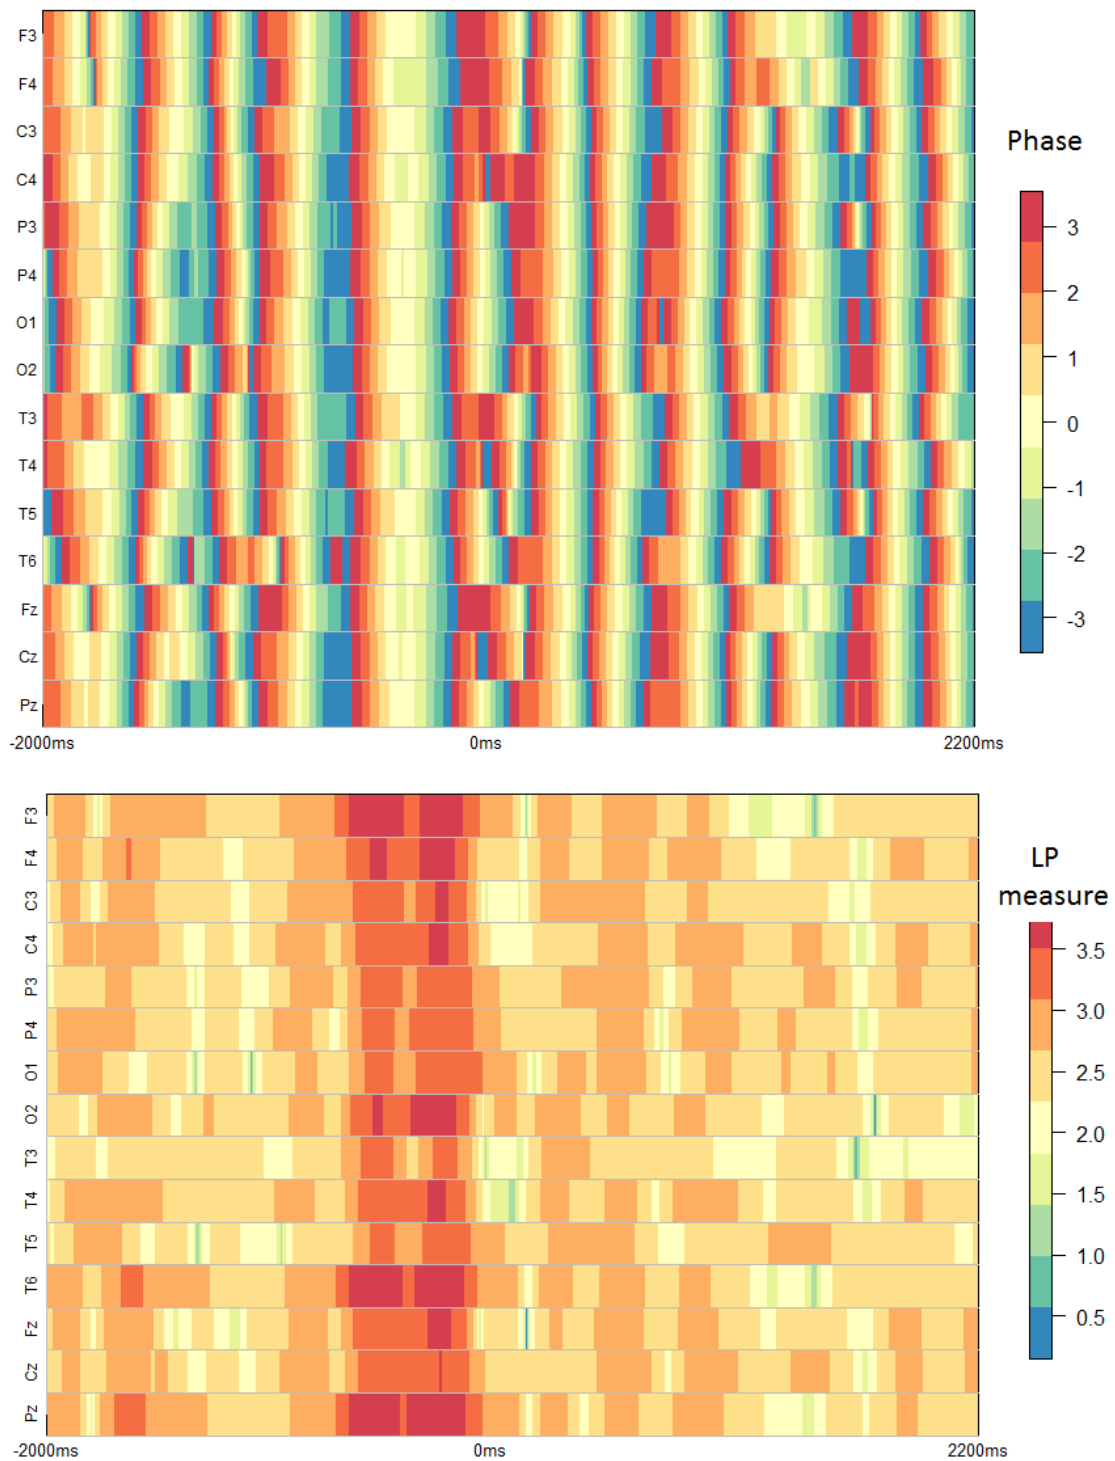 F3
F4
C3
C4
P3
P4
O1
O2
T3
T4
T5
T6
Fz
Cz
Pz
-2000ms 0ms 2200ms
Phase
3
2
1
0
-1
-2
-3
F3
F4
C3
C4
P3
P4
O1
O2
T3
T4
T5
T6
Fz
Cz
Pz
-2000ms 0ms 2200ms
LP
measure
3.5
3.0
2.5
2.0
1.5
1.0
0.5